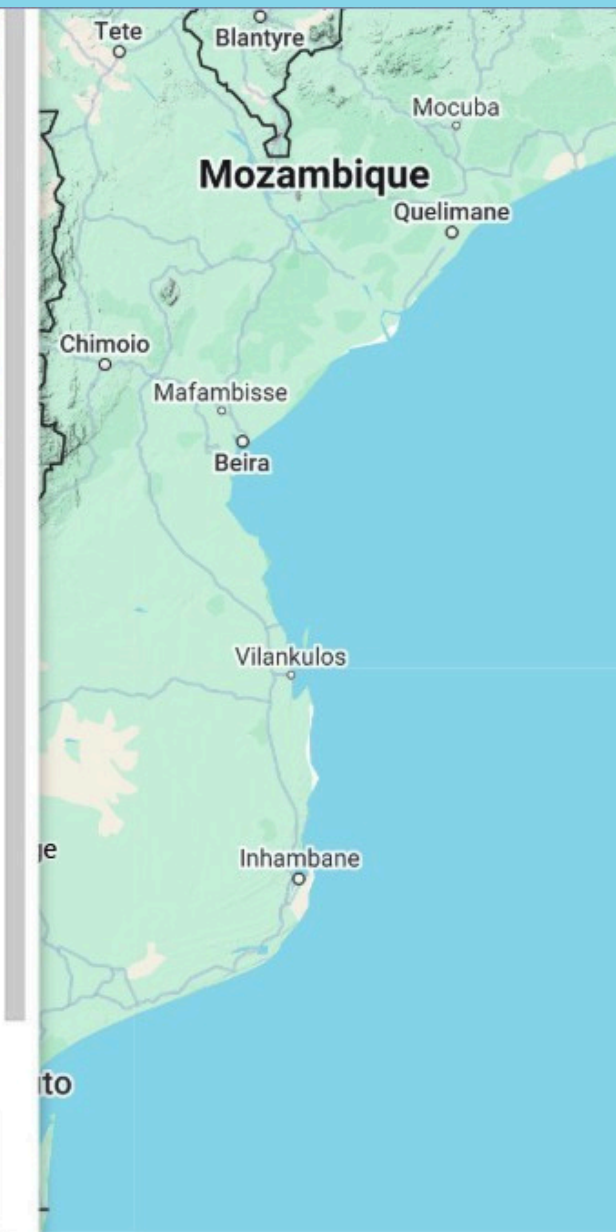 Tete
Blantyre
Mocuba
Mozambique
Quelimane
Chimoio
Mafambisse
Beira
Vilankulos
Inhambane